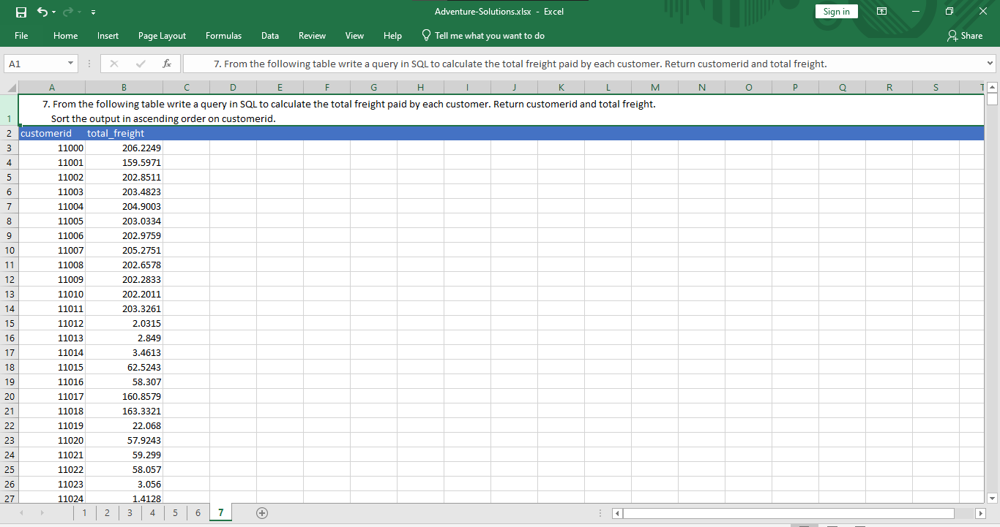 Adventure-Solutions.xlsx - Excel
Sign in
File Home Insert Page Layout Formulas Data Review View Help Tell me what you want to do Share
A1 fx 7. From the following table write a query in SQL to calculate the total freight paid by each customer. Return customerid and total freight.
A B C D E F G H I J K L M N O P Q R S T
1 7. From the following table write a query in SQL to calculate the total freight paid by each customer. Return customerid and total freight.
Sort the output in ascending order on customerid.
2 customerid total_freight
3 11000 206.2249
4 11001 159.5971
5 11002 202.8511
6 11003 203.4823
7 11004 204.9003
8 11005 203.0334
9 11006 202.9759
10 11007 205.2751
11 11008 202.6578
12 11009 202.2833
13 11010 202.2011
14 11011 203.3261
15 11012 2.0315
16 11013 2.849
17 11014 3.4613
18 11015 62.5243
19 11016 58.307
20 11017 160.8579
21 11018 163.3321
22 11019 22.068
23 11020 57.9243
24 11021 59.299
25 11022 58.057
26 11023 3.056
27 11024 1.4128
1 2 3 4 5 6 7